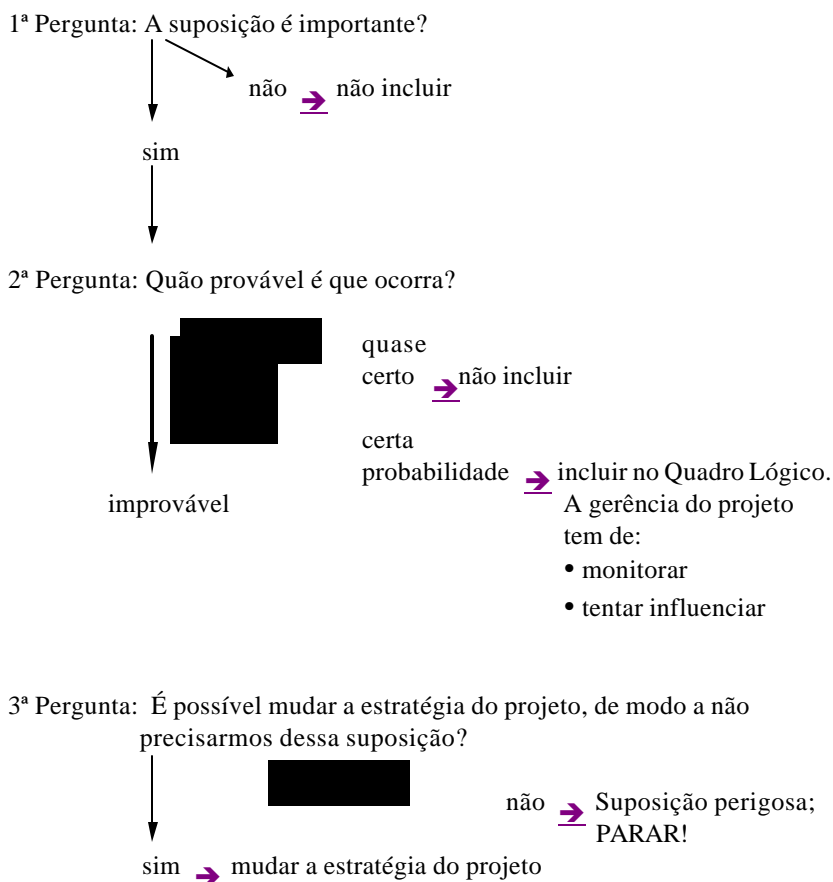 1ª Pergunta: A suposição é importante?
não ➔ não incluir
sim
2ª Pergunta: Quão provável é que ocorra?
quase
certo ➔ não incluir
certa
probabilidade ➔ incluir no Quadro Lógico.
improvável
A gerência do projeto
tem de:
• monitorar
• tentar influenciar
3ª Pergunta: É possível mudar a estratégia do projeto, de modo a não
precisarmos dessa suposição?
não ➔ Suposição perigosa;
PARAR!
sim ➔ mudar a estratégia do projeto